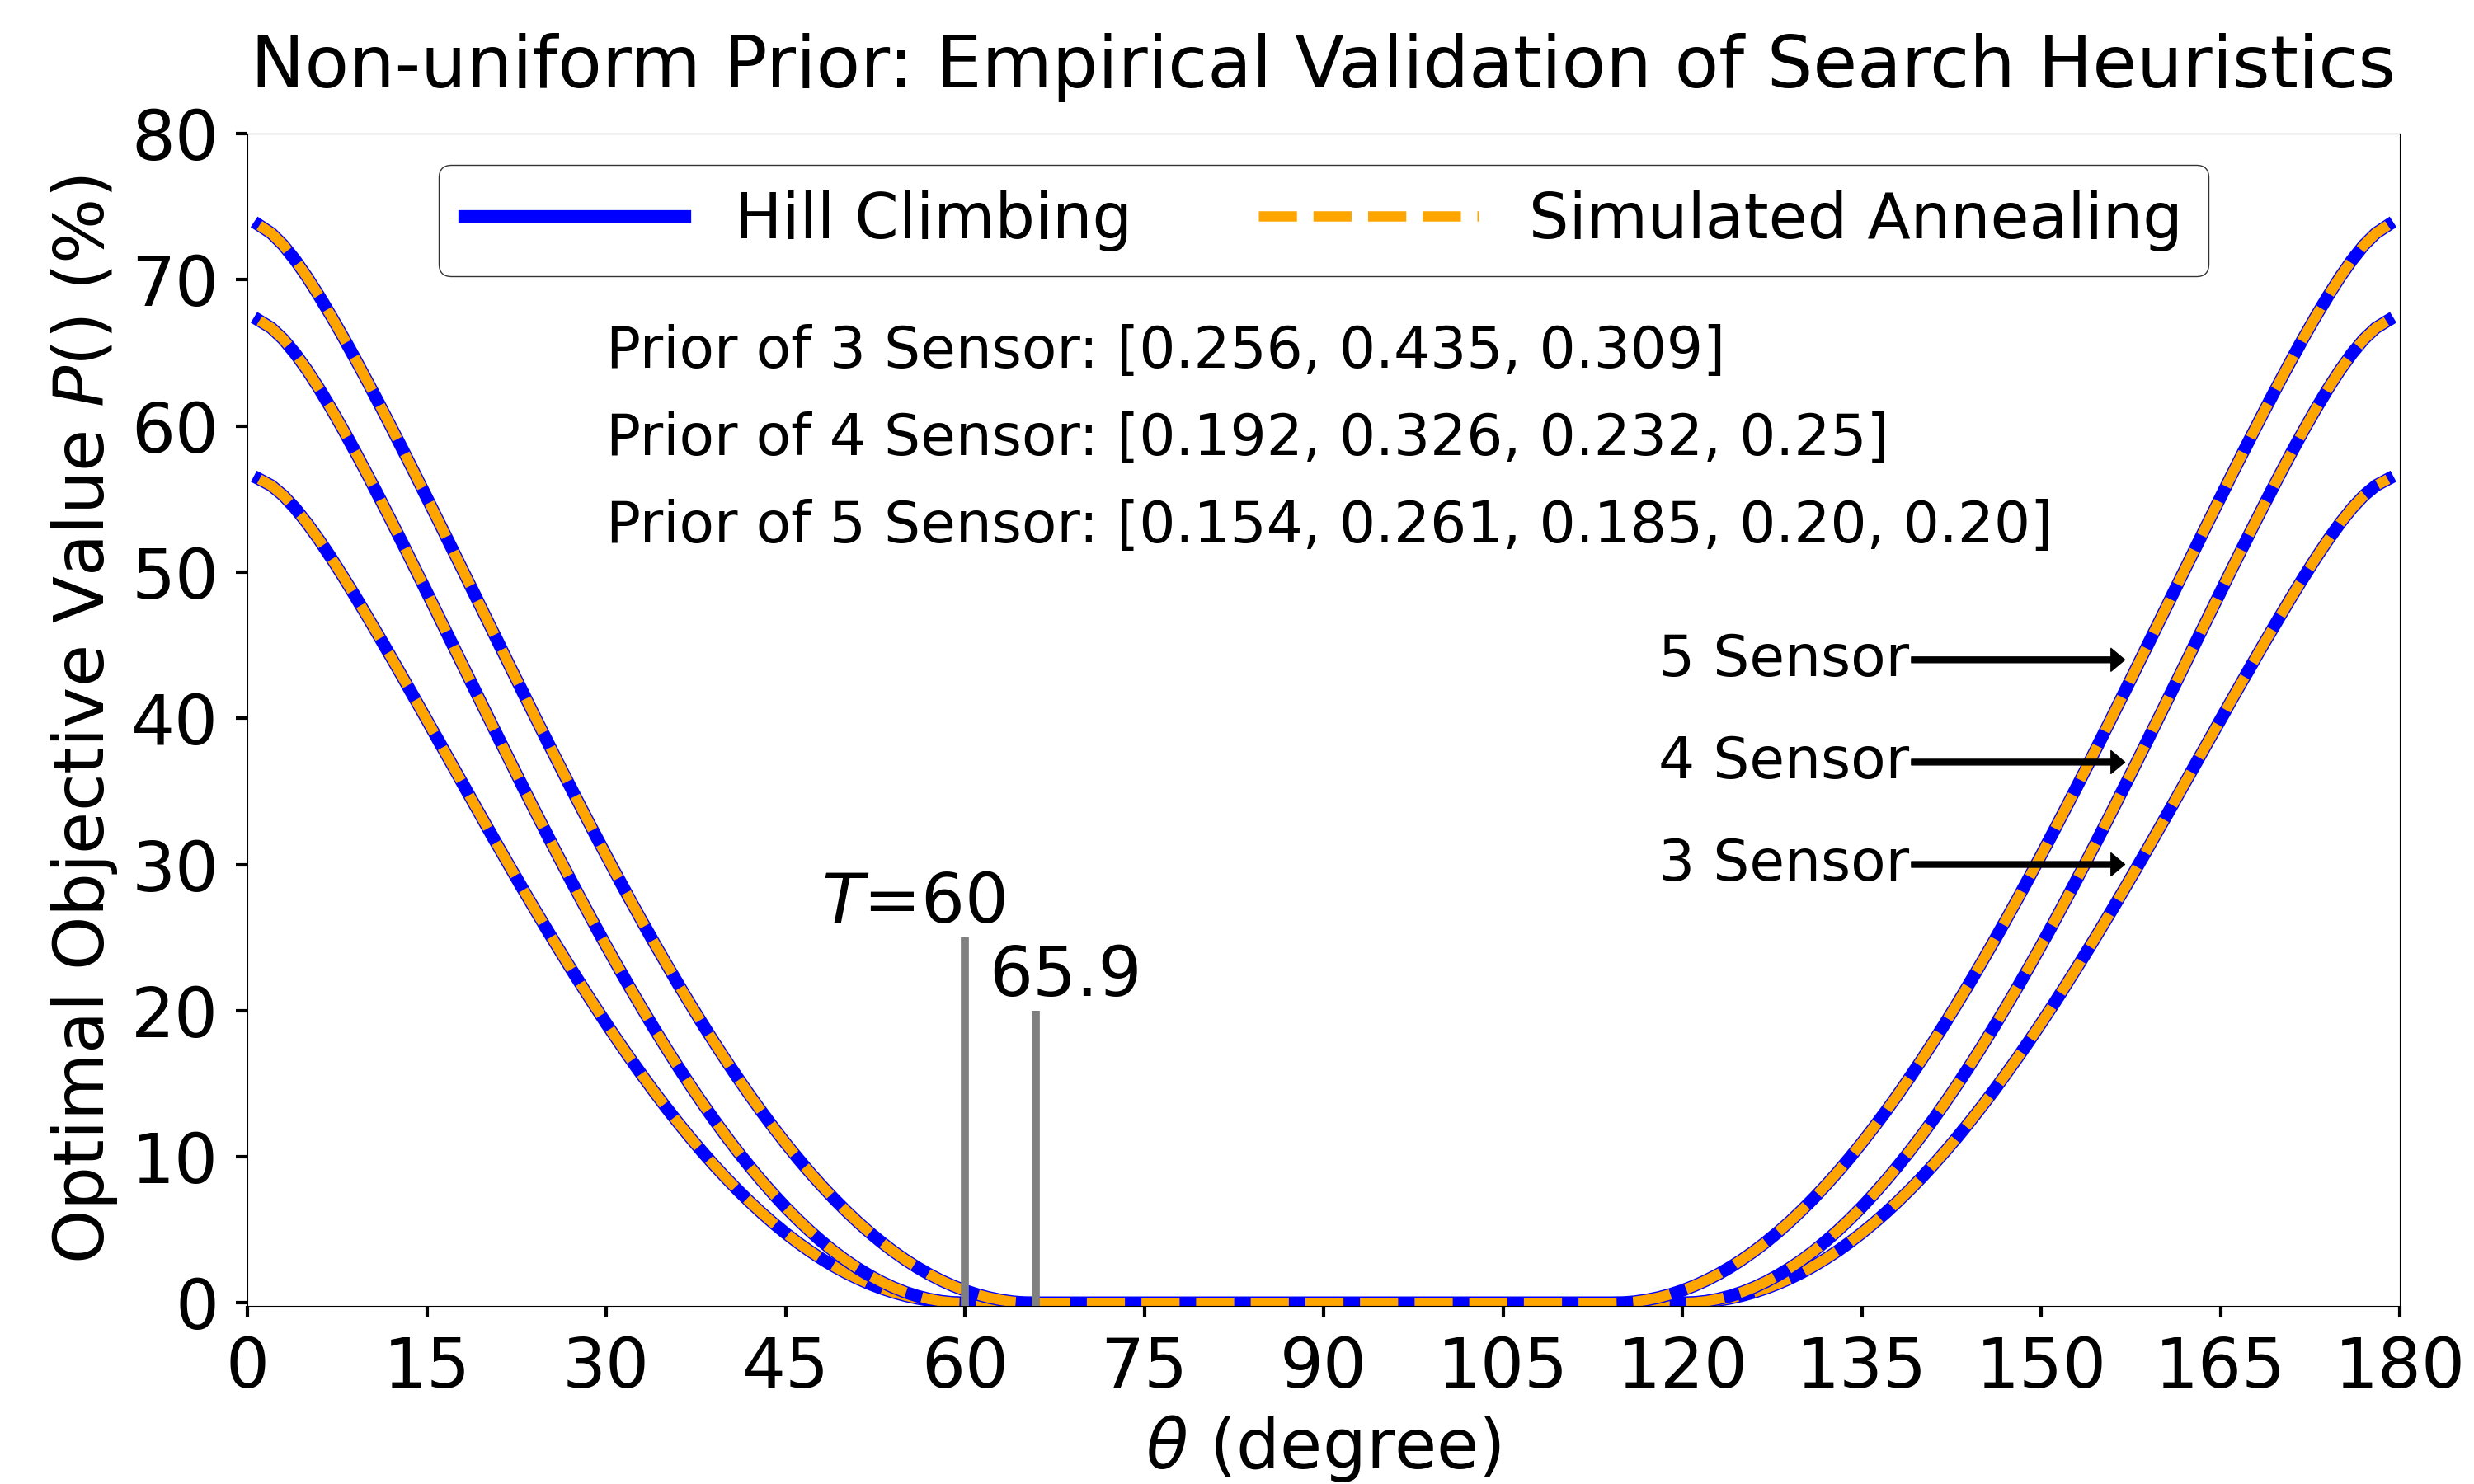 Non-uniform Prior: Empirical Validation of Search Heuristics
Optimal Objective Value P() (%)
80
70
60
50
40
30
20
10
0
Hill Climbing
Simulated Annealing
Prior of 3 Sensor: [0.256, 0.435, 0.309]
Prior of 4 Sensor: [0.192, 0.326, 0.232, 0.25]
Prior of 5 Sensor: [0.154, 0.261, 0.185, 0.20, 0.20]
5 Sensor
4 Sensor
3 Sensor
T=60
65.9
0 15 30 45 60 75 90 105 120 135 150 165 180
θ (degree)